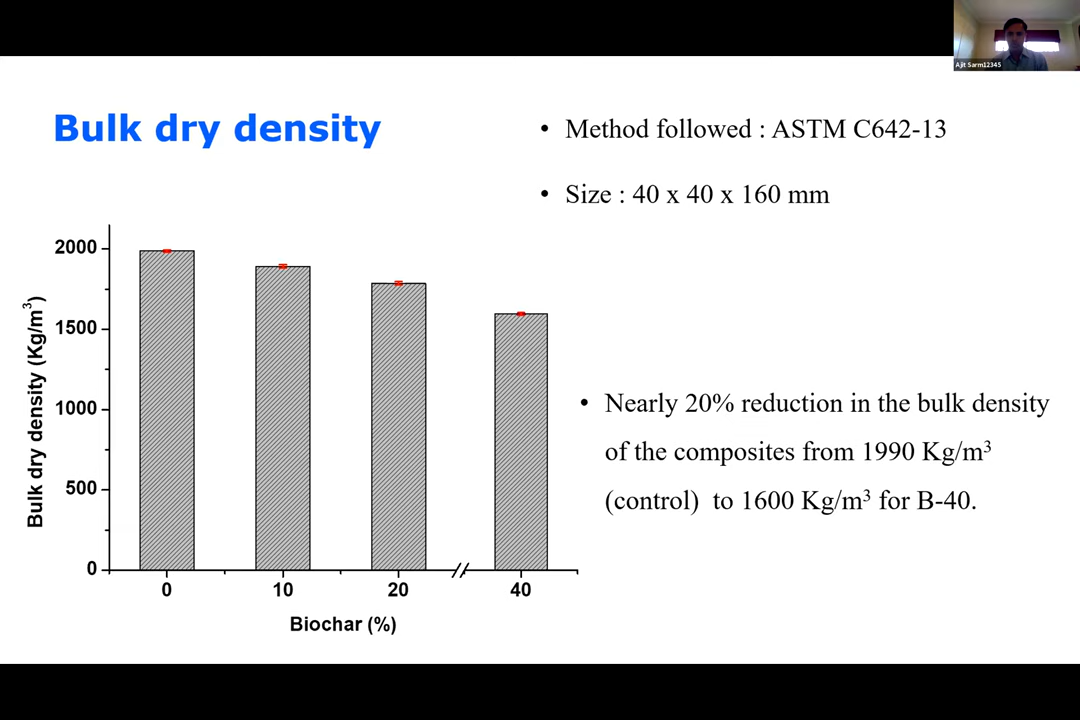 Ajit Sarm12345
Bulk dry density
• Method followed : ASTM C642-13
• Size : 40 x 40 x 160 mm
Bulk dry density (Kg/m³)
2000
1500
1000
500
0
0 10 20 40
Biochar (%)
• Nearly 20% reduction in the bulk density
of the composites from 1990 Kg/m³
(control) to 1600 Kg/m³ for B-40.